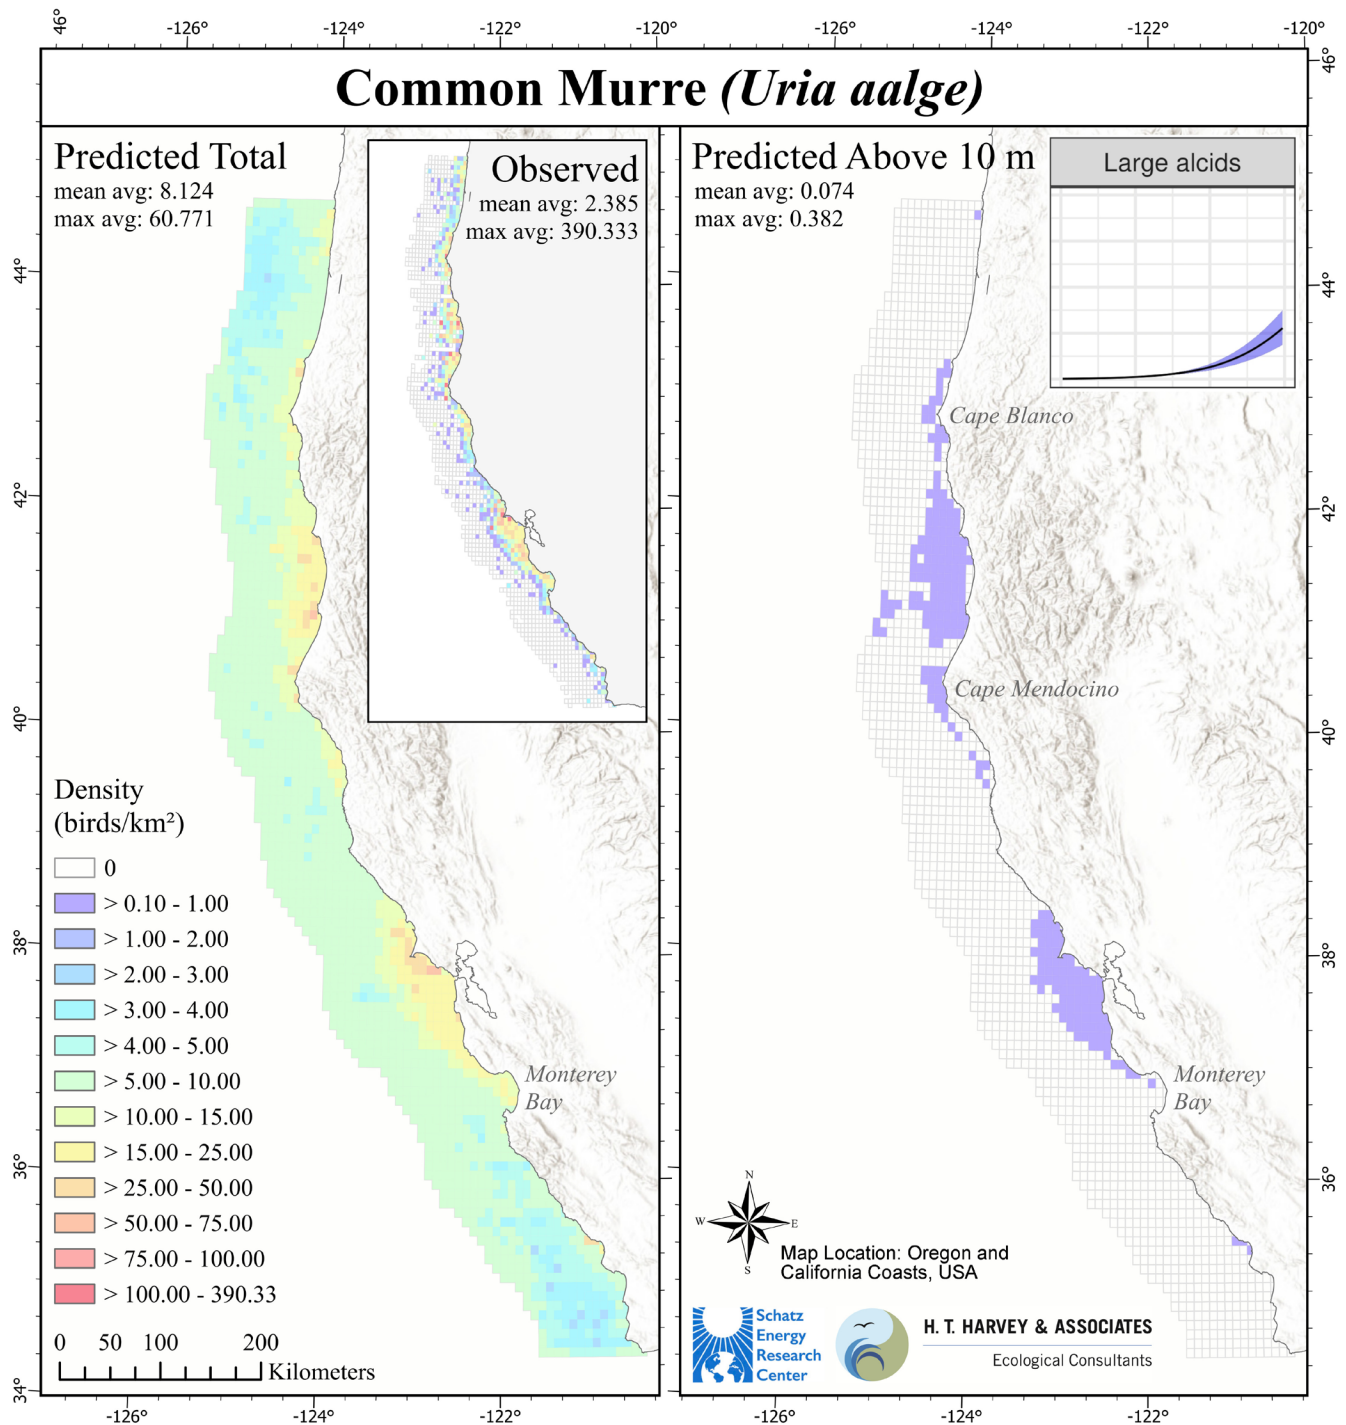 46°
-126°
-124°
-122°
-120°
-126°
-124°
-122°
-120°
46°
Common Murre (Uria aalge)
Predicted Total
mean avg: 8.124
max avg: 60.771
Observed
mean avg: 2.385
max avg: 390.333
Predicted Above 10 m
mean avg: 0.074
max avg: 0.382
Large alcids
44°
44°
Cape Blanco
42°
42°
Cape Mendocino
40°
40°
Density
(birds/km²)
0
> 0.10 - 1.00
> 1.00 - 2.00
> 2.00 - 3.00
> 3.00 - 4.00
> 4.00 - 5.00
> 5.00 - 10.00
> 10.00 - 15.00
> 15.00 - 25.00
> 25.00 - 50.00
> 50.00 - 75.00
> 75.00 - 100.00
> 100.00 - 390.33
38°
38°
Monterey
Bay
Monterey
Bay
36°
36°
N
W
E
S
Map Location: Oregon and
California Coasts, USA
0 50 100 200
Kilometers
Schatz
Energy
Research
Center
H. T. HARVEY & ASSOCIATES
Ecological Consultants
34°
-126°
-124°
-122°
-126°
-124°
-122°
-120°